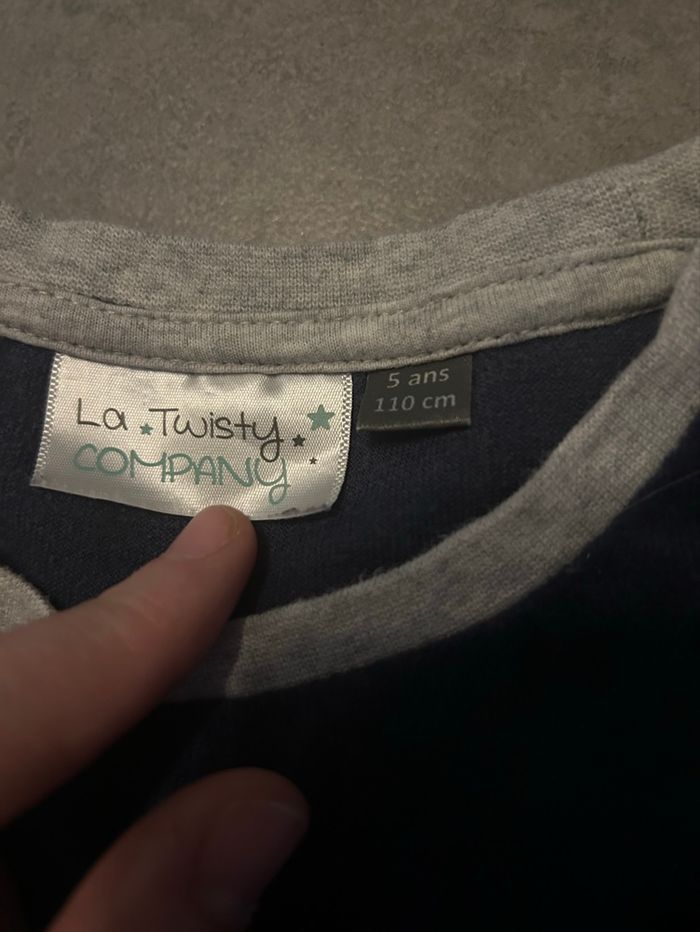 La Twisty
COMPANY
5 ans
110 cm